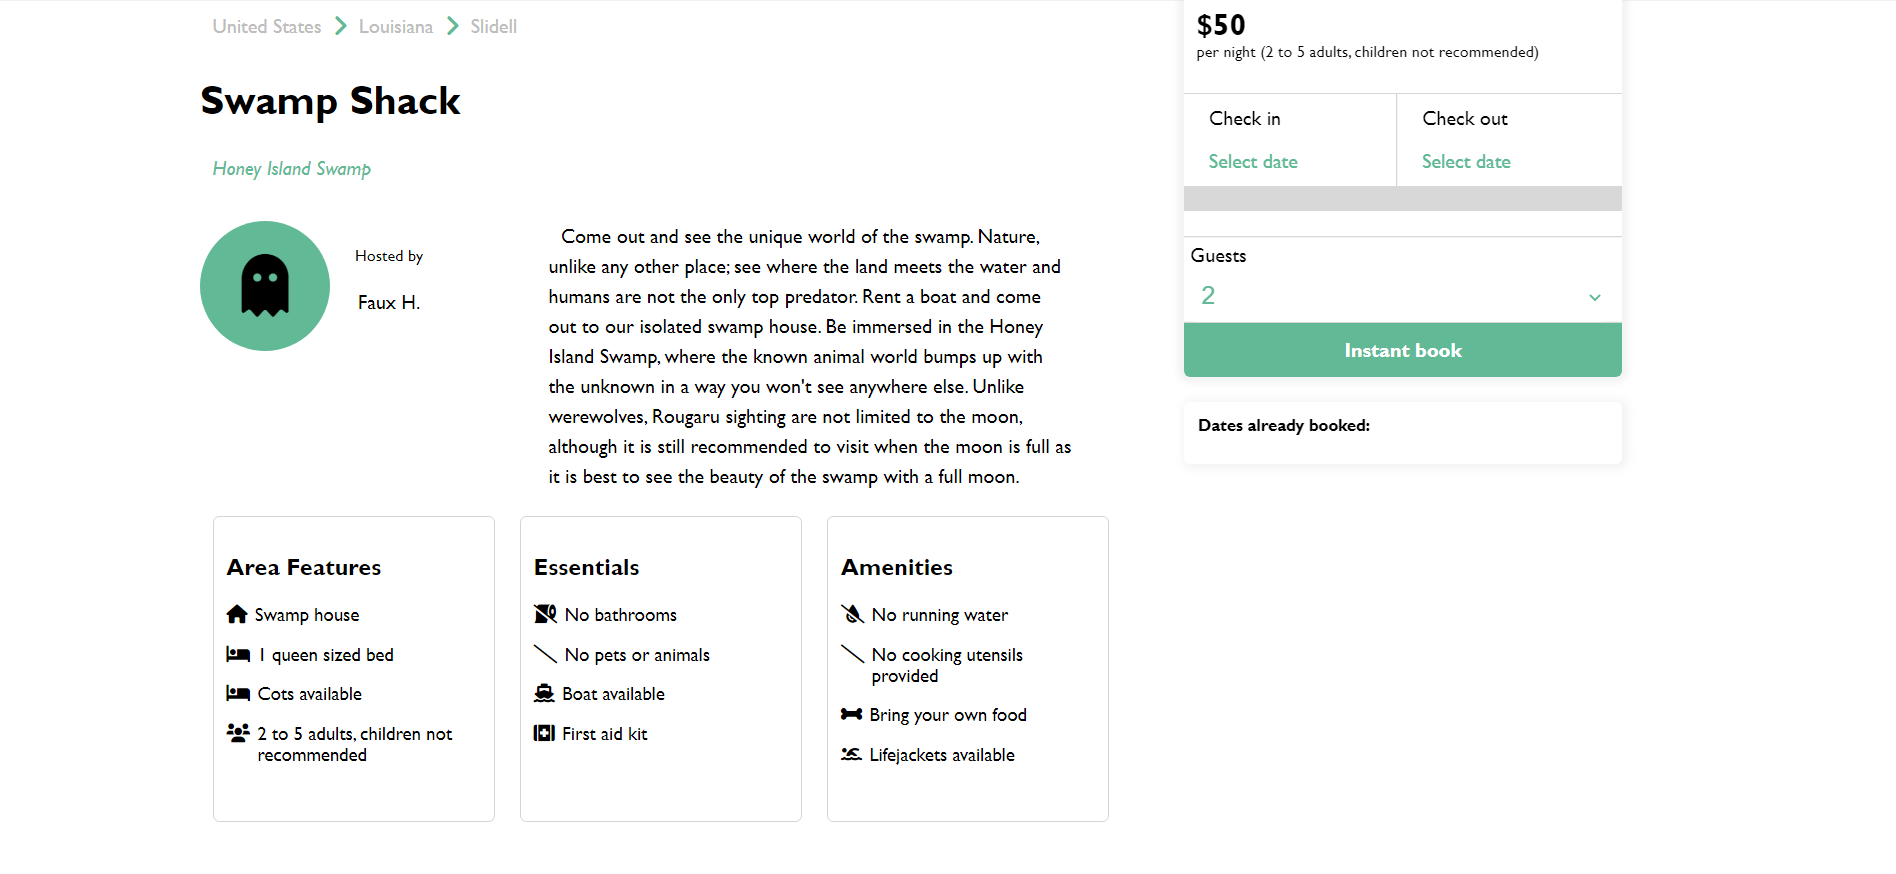 United States > Louisiana > Slidell
Swamp Shack
Honey Island Swamp
Hosted by
Faux H.
Come out and see the unique world of the swamp. Nature,
unlike any other place; see where the land meets the water and
humans are not the only top predator. Rent a boat and come
out to our isolated swamp house. Be immersed in the Honey
Island Swamp, where the known animal world bumps up with
the unknown in a way you won't see anywhere else. Unlike
werewolves, Rougaru sighting are not limited to the moon,
although it is still recommended to visit when the moon is full as
it is best to see the beauty of the swamp with a full moon.
Area Features
Swamp house
1 queen sized bed
Cots available
2 to 5 adults, children not
recommended
Essentials
No bathrooms
No pets or animals
Boat available
First aid kit
Amenities
No running water
No cooking utensils
provided
Bring your own food
Lifejackets available
$50
per night (2 to 5 adults, children not recommended)
Check in
Select date
Check out
Select date
Guests
2
Instant book
Dates already booked: